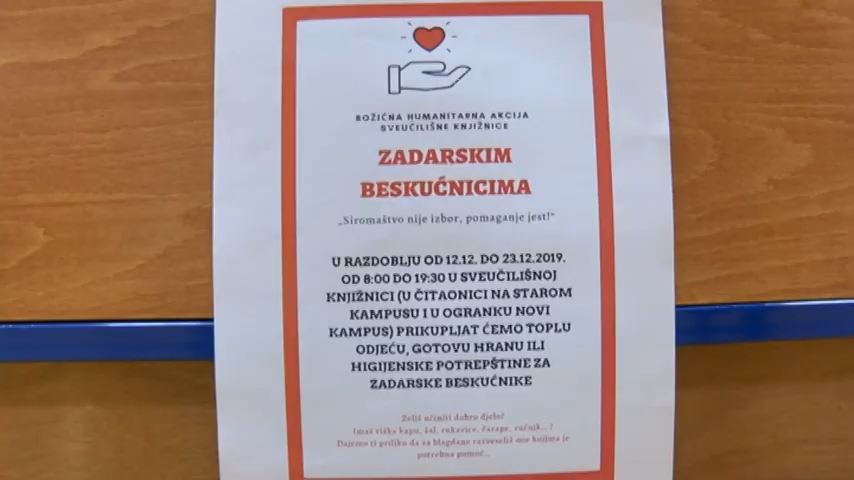 BOŽIĆNA HUMANITARNA AKCIJA
SVEUČILIŠNE KNJIŽNICE
ZADARSKIM
BESKUĆNICIMA
„Siromaštvo nije izbor, pomaganje jest!“
U RAZDOBLJU OD 12.12. DO 23.12.2019.
OD 8:00 DO 19:30 U SVEUČILIŠNOJ
KNJIŽNICI (U ČITAONICI NA STAROM
KAMPUSU I U OGRANKU NOVI
KAMPUS) PRIKUPLJAT ĆEMO TOPLU
ODJEĆU, GOTOVU HRANU ILI
HIGIJENSKE POTREPŠTINE ZA
ZADARSKE BESKUĆNIKE
Želiš učiniti dobro djelo?
Imaš viška kapu, šal, rukavice, čarape, ručnik... ?
Dajemo ti priliku da za blagdane razveseliš one kojima je
potrebna pomoć...